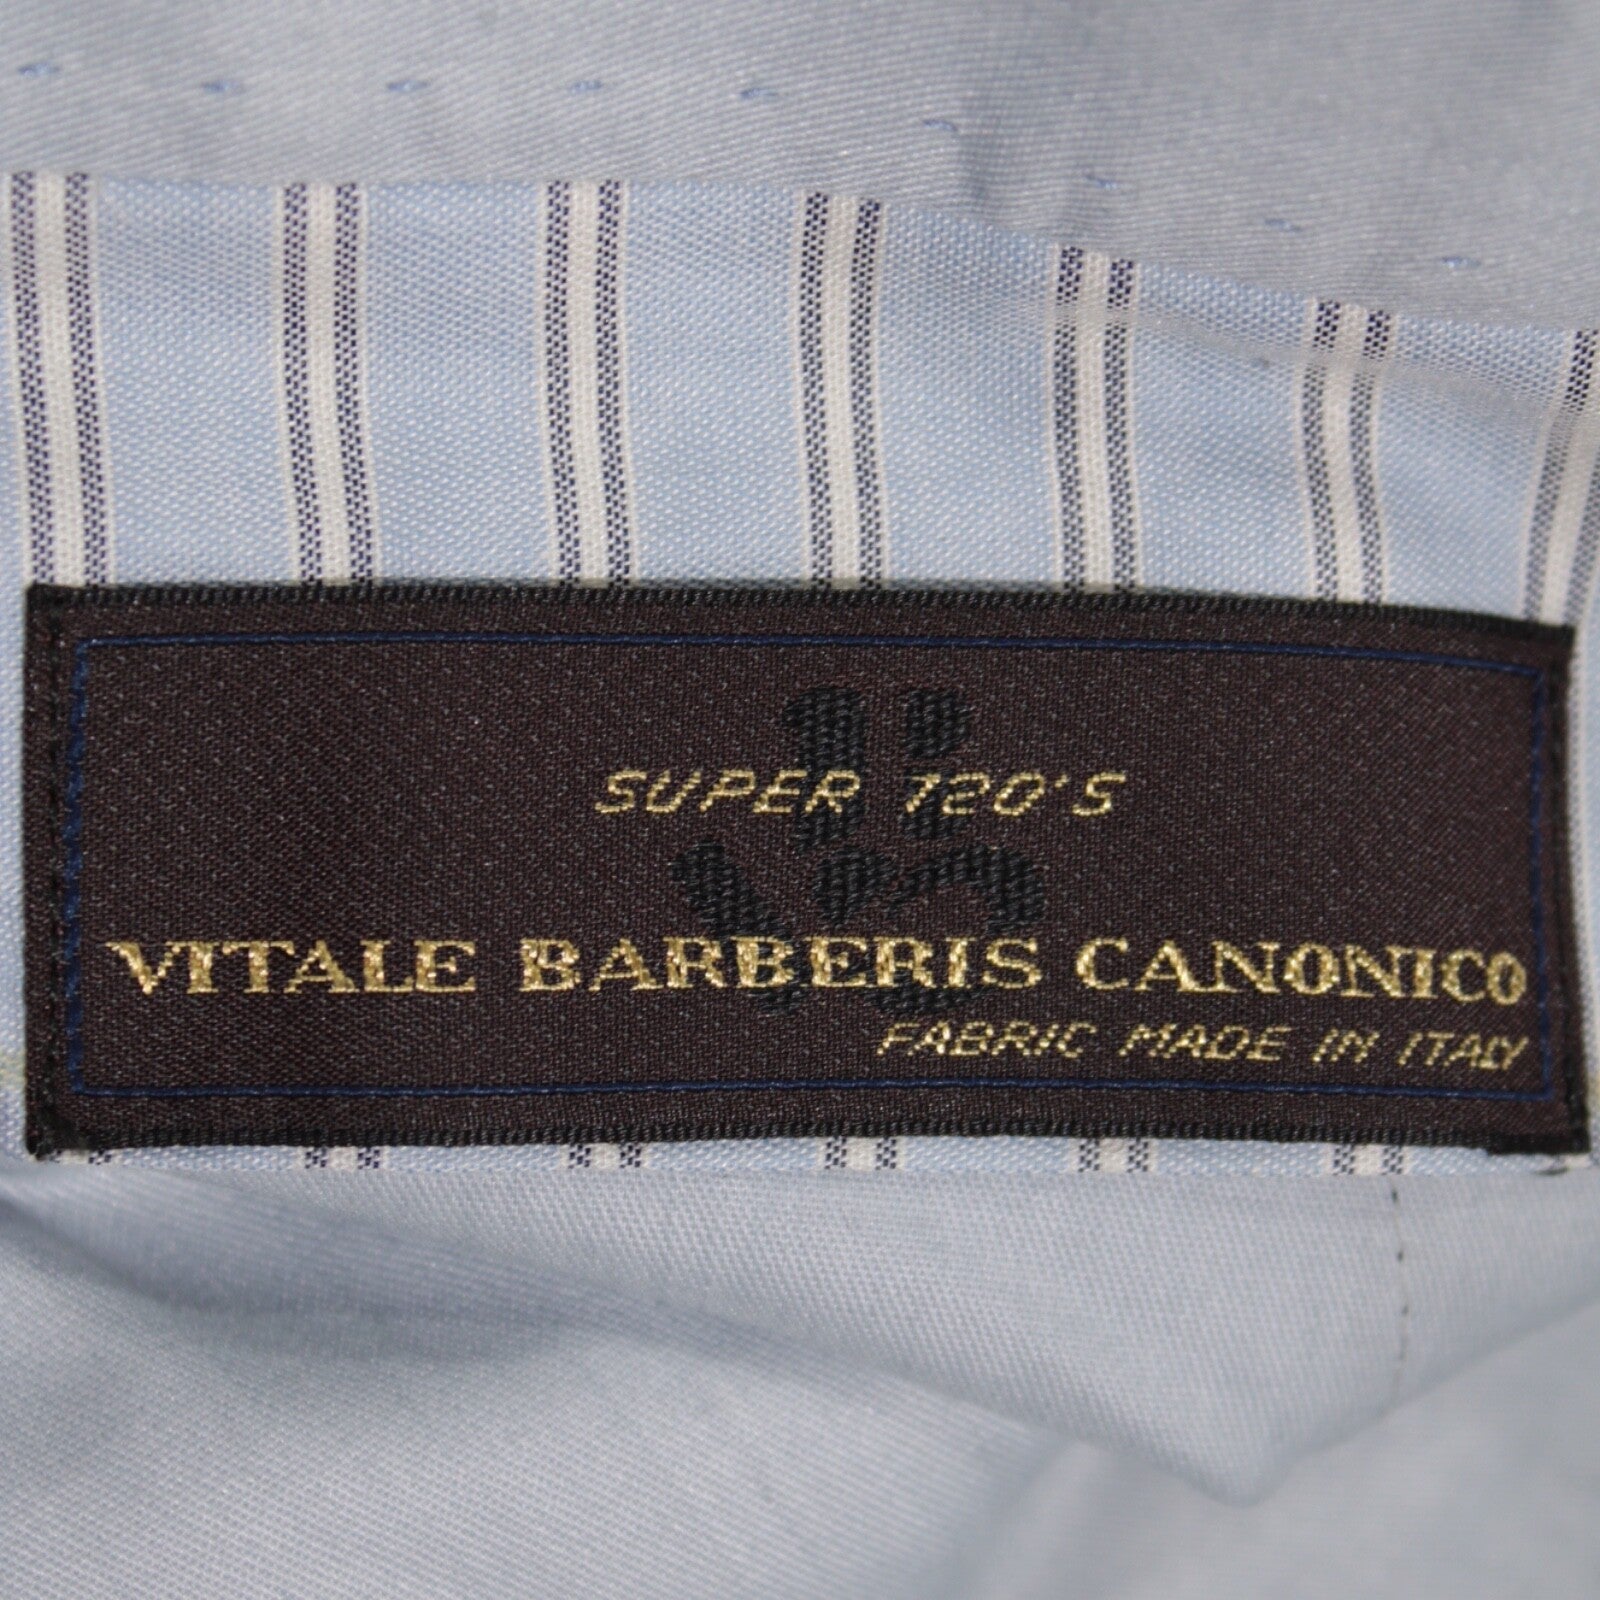 SUPER 120'S
VITALE BARBERIS CANONICO
FABRIC MADE IN ITALY